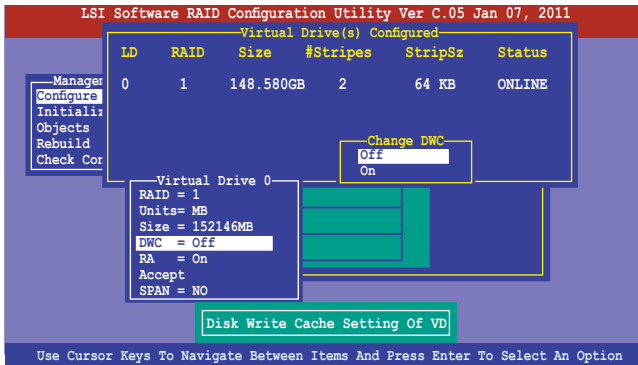 LSI Software RAID Configuration Utility Ver C.05 Jan 07, 2011
Virtual Drive(s) Configured
LD RAID Size #Stripes StripSz Status
0 1 148.580GB 2 64 KB ONLINE
Manager
Configure
Initializ
Objects
Rebuild
Check Con
Change DWC
Off
On
Virtual Drive 0
RAID = 1
Units= MB
Size = 152146MB
DWC = Off
RA = On
Accept
SPAN = NO
Disk Write Cache Setting Of VD
Use Cursor Keys To Navigate Between Items And Press Enter To Select An Option